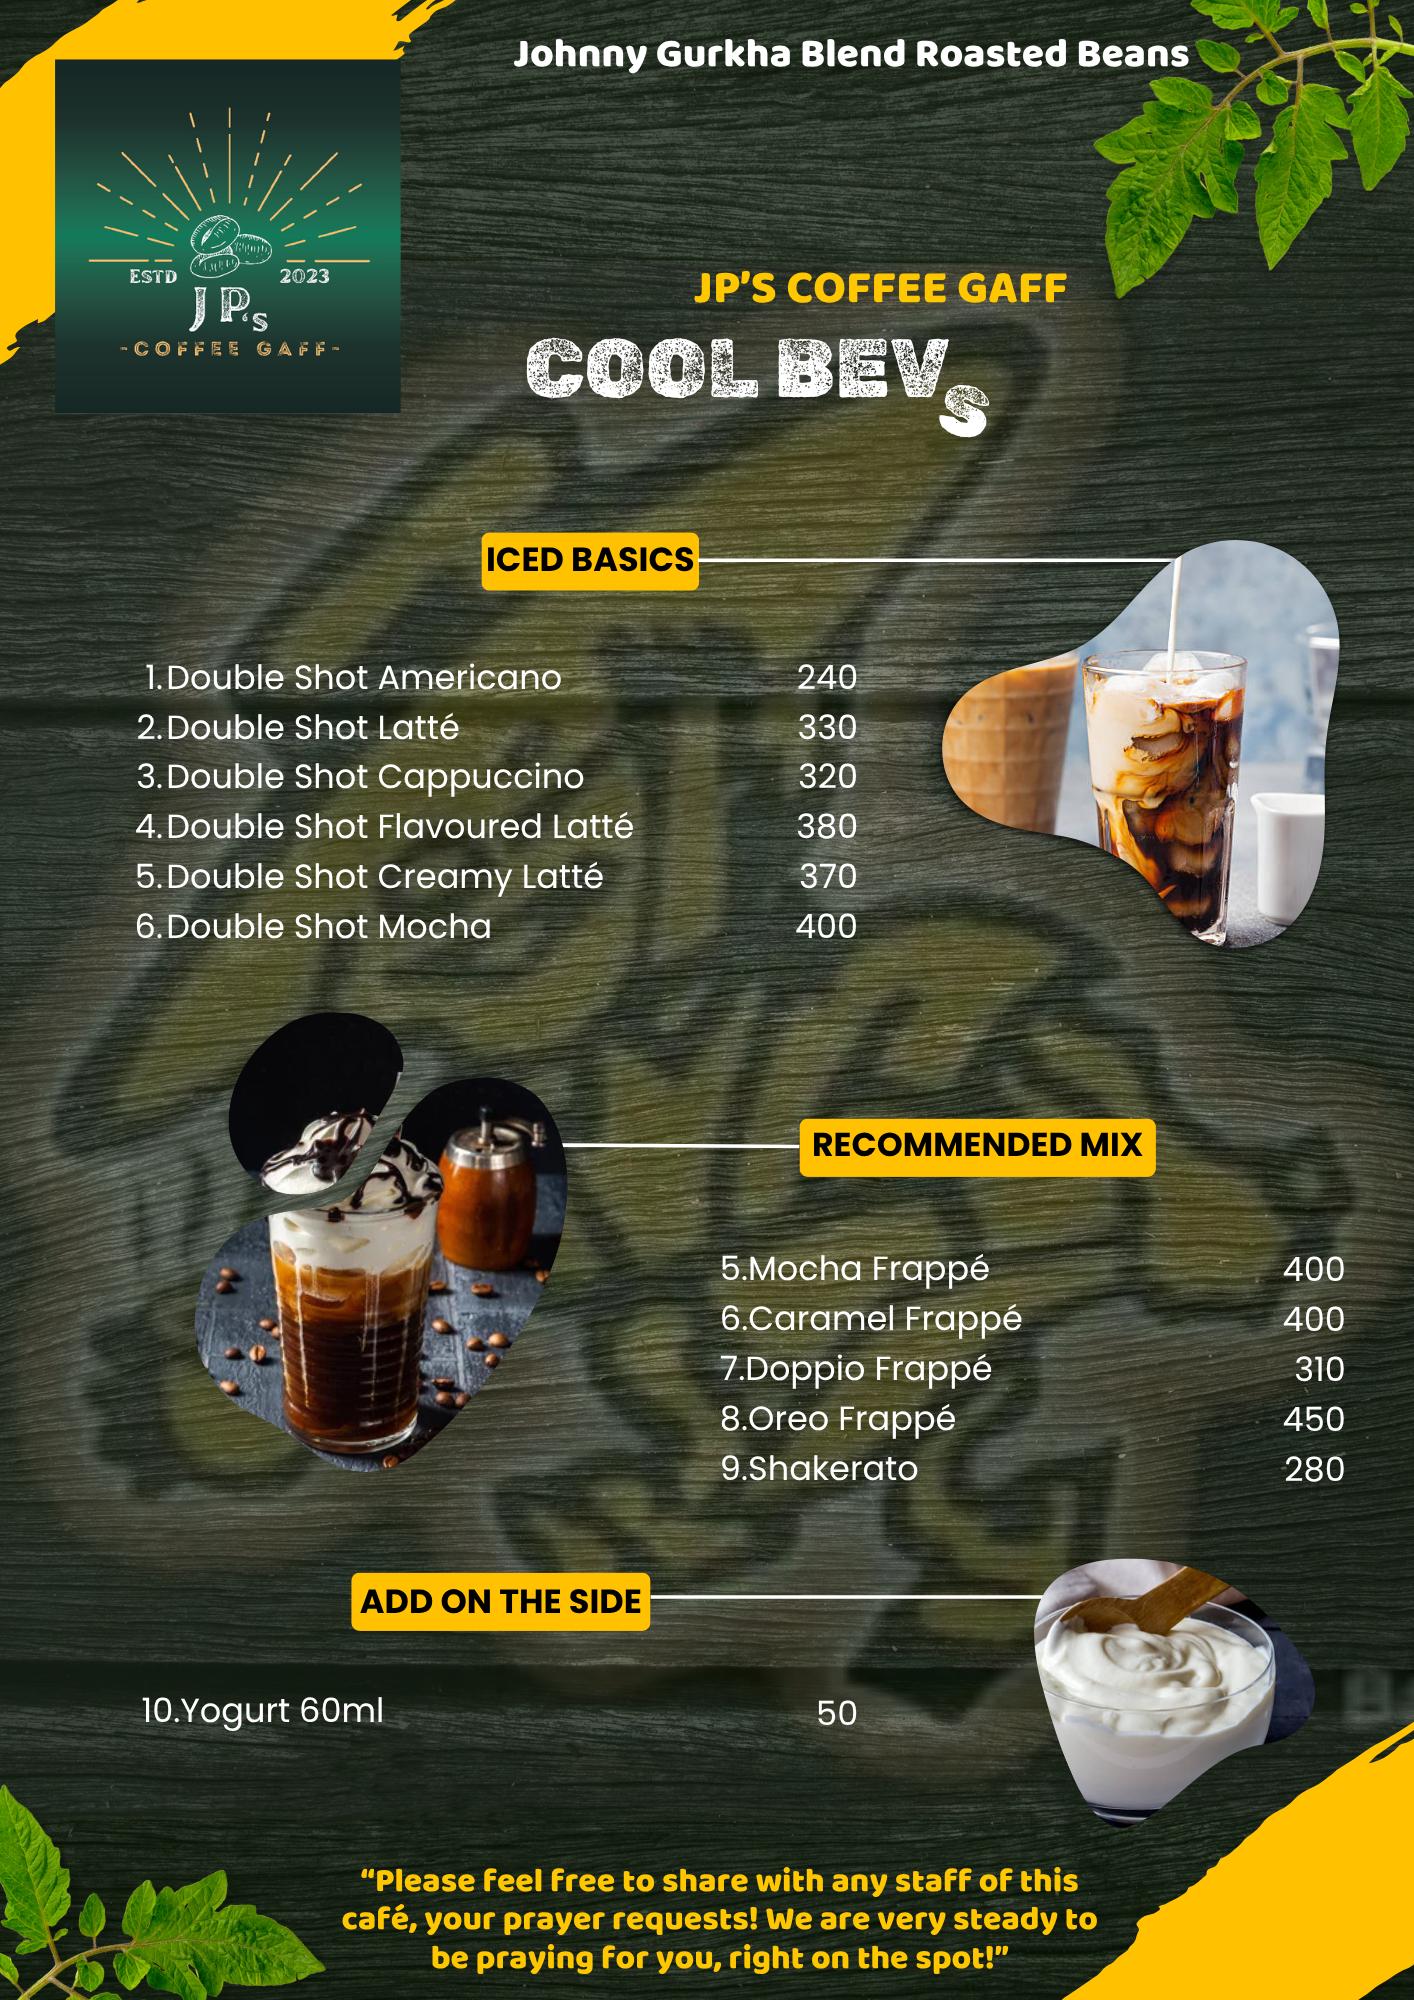 Johnny Gurkha Blend Roasted Beans
ESTD 2023
JP's
-COFFEE GAFF-
JP'S COFFEE GAFF
COOL BEVS
ICED BASICS
1. Double Shot Americano 240
2. Double Shot Latté 330
3. Double Shot Cappuccino 320
4. Double Shot Flavoured Latté 380
5. Double Shot Creamy Latté 370
6. Double Shot Mocha 400
RECOMMENDED MIX
5.Mocha Frappé 400
6.Caramel Frappé 400
7.Doppio Frappé 310
8.Oreo Frappé 450
9.Shakerato 280
ADD ON THE SIDE
10.Yogurt 60ml 50
“Please feel free to share with any staff of this
café, your prayer requests! We are very steady to
be praying for you, right on the spot!”